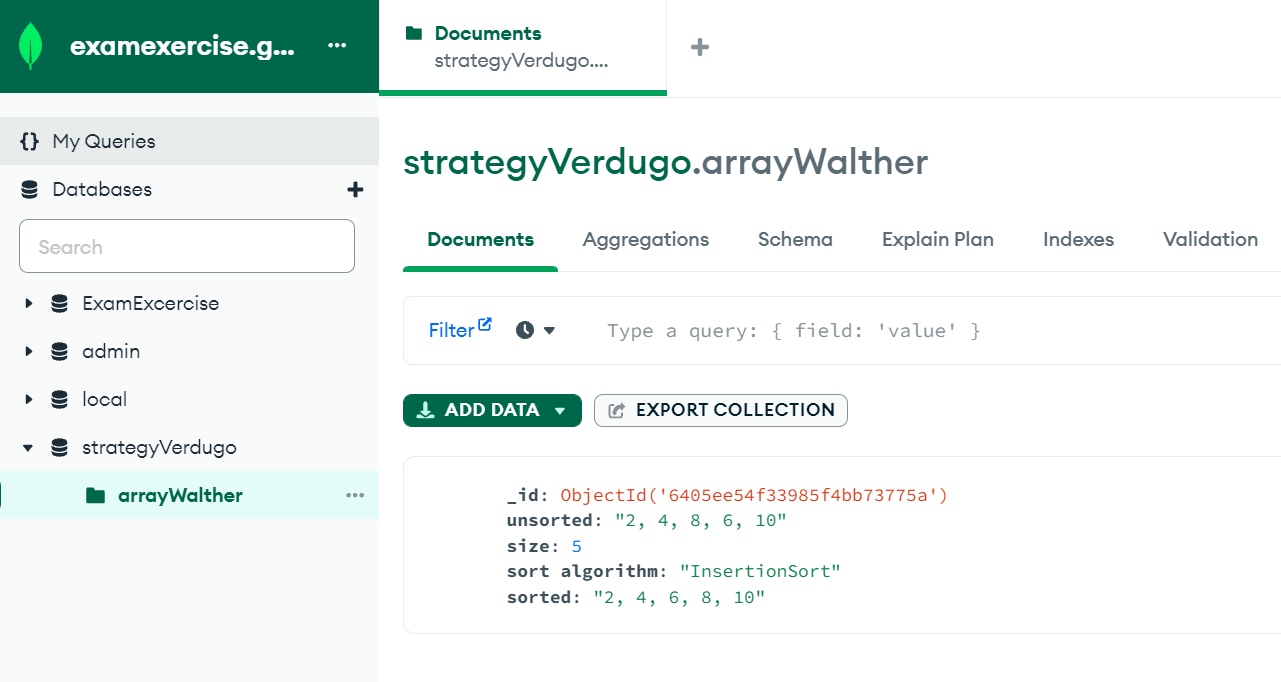 examexercise.g...
Documents
strategyVerdugo....
My Queries
Databases
Search
ExamExcercise
admin
local
strategyVerdugo
arrayWalther
strategyVerdugo.arrayWalther
Documents Aggregations Schema Explain Plan Indexes Validation
Filter Type a query: { field: 'value' }
ADD DATA EXPORT COLLECTION
_id: ObjectId('6405ee54f33985f4bb73775a')
unsorted: "2, 4, 8, 6, 10"
size: 5
sort algorithm: "InsertionSort"
sorted: "2, 4, 6, 8, 10"